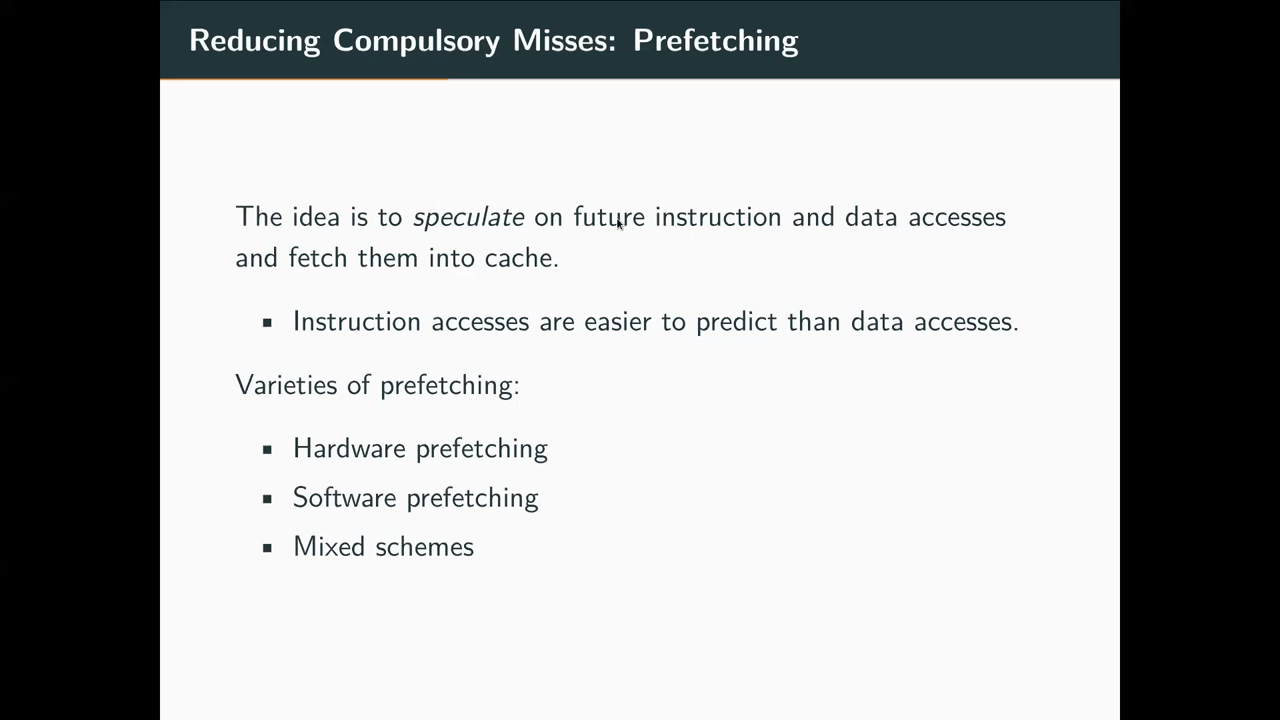 Reducing Compulsory Misses: Prefetching
The idea is to speculate on future instruction and data accesses
and fetch them into cache.
▪ Instruction accesses are easier to predict than data accesses.
Varieties of prefetching:
▪ Hardware prefetching
▪ Software prefetching
▪ Mixed schemes